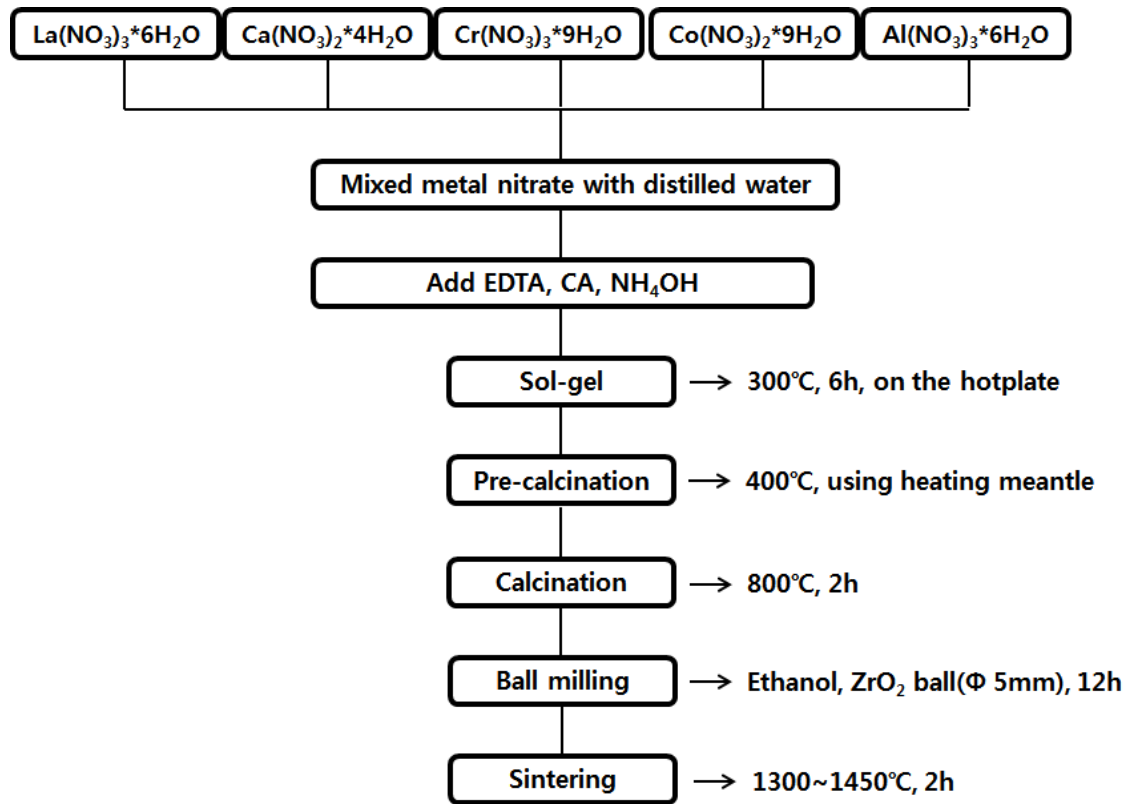 La(NO₃)₃*6H₂O
Ca(NO₃)₂*4H₂O
Cr(NO₃)₃*9H₂O
Co(NO₃)₂*9H₂O
Al(NO₃)₃*6H₂O
Mixed metal nitrate with distilled water
Add EDTA, CA, NH₄OH
Sol-gel
300℃, 6h, on the hotplate
Pre-calcination
400℃, using heating meantle
Calcination
800℃, 2h
Ball milling
Ethanol, ZrO₂ ball(Φ 5mm), 12h
Sintering
1300~1450℃, 2h